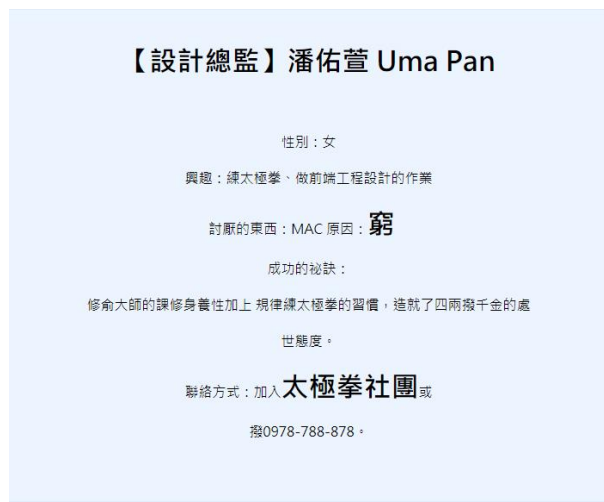 【設計總監】潘佑萱 Uma Pan
性別：女
興趣：練太極拳、做前端工程設計的作業
討厭的東西：MAC 原因：窮
成功的祕訣：
修俞大師的課修身養性加上 規律練太極拳的習慣，造就了四兩撥千金的處
世態度。
聯絡方式：加入太極拳社團或
撥0978-788-878。